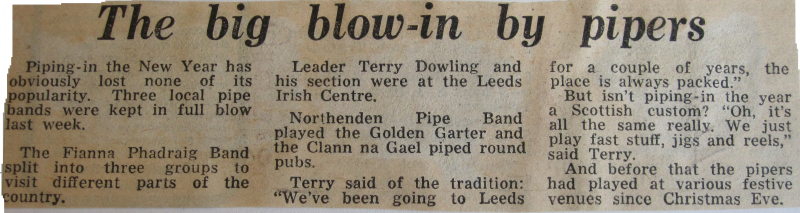 The big blow-in by pipers
Piping-in the New Year has
obviously lost none of its
popularity. Three local pipe
bands were kept in full blow
last week.
The Fianna Phadraig Band
split into three groups to
visit different parts of the
country.
Leader Terry Dowling and
his section were at the Leeds
Irish Centre.
Northenden Pipe Band
played the Golden Garter and
the Clann na Gael piped round
pubs.
Terry said of the tradition:
"We've been going to Leeds
for a couple of years, the
place is always packed."
But isn't piping-in the year
a Scottish custom? "Oh, it's
all the same really. We just
play fast stuff, jigs and reels,"
said Terry.
And before that the pipers
had played at various festive
venues since Christmas Eve.